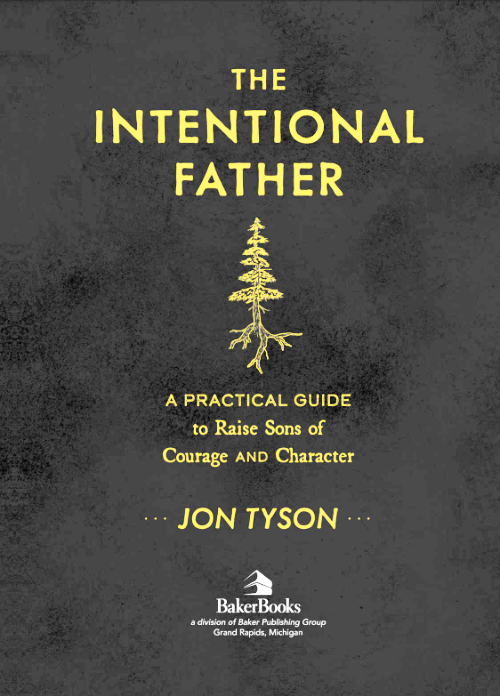 THE
INTENTIONAL
FATHER
A PRACTICAL GUIDE
to Raise Sons of
Courage AND Character
··· JON TYSON ···
BakerBooks
a division of Baker Publishing Group
Grand Rapids, Michigan